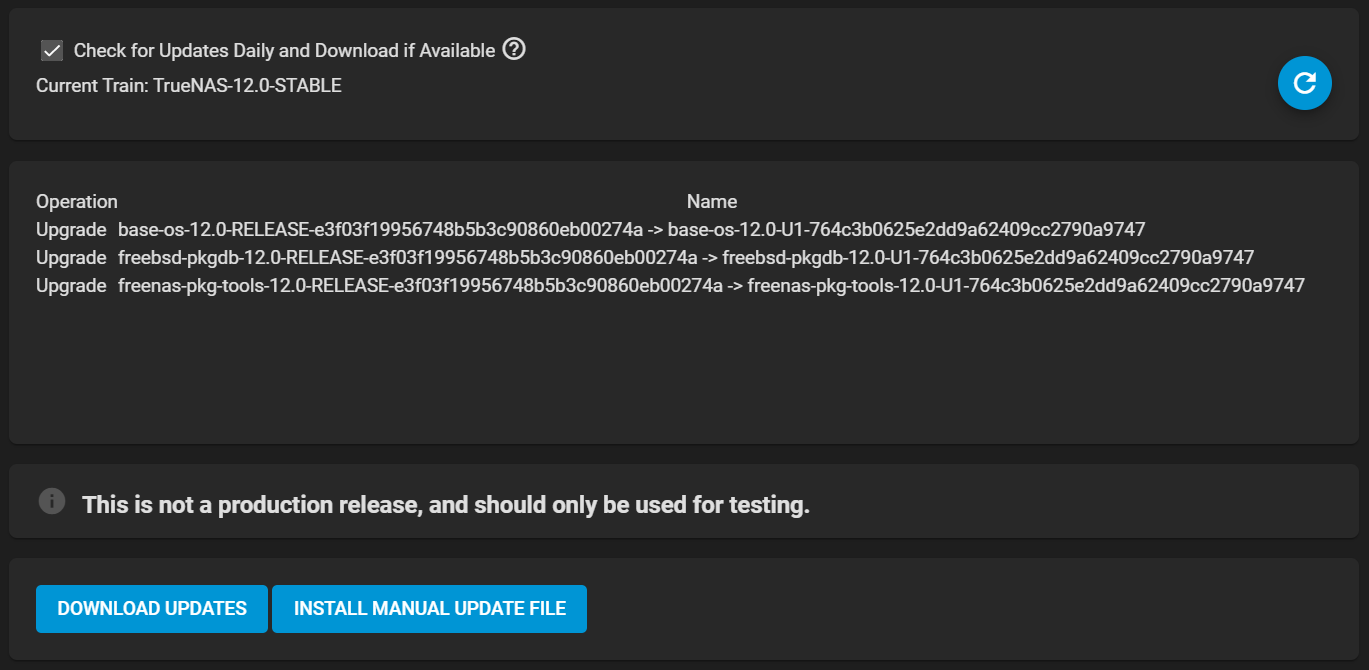 Check for Updates Daily and Download if Available
Current Train: TrueNAS-12.0-STABLE
Operation Name
Upgrade base-os-12.0-RELEASE-e3f03f19956748b5b3c90860eb00274a -> base-os-12.0-U1-764c3b0625e2dd9a62409cc2790a9747
Upgrade freebsd-pkgdb-12.0-RELEASE-e3f03f19956748b5b3c90860eb00274a -> freebsd-pkgdb-12.0-U1-764c3b0625e2dd9a62409cc2790a9747
Upgrade freenas-pkg-tools-12.0-RELEASE-e3f03f19956748b5b3c90860eb00274a -> freenas-pkg-tools-12.0-U1-764c3b0625e2dd9a62409cc2790a9747
This is not a production release, and should only be used for testing.
DOWNLOAD UPDATES INSTALL MANUAL UPDATE FILE